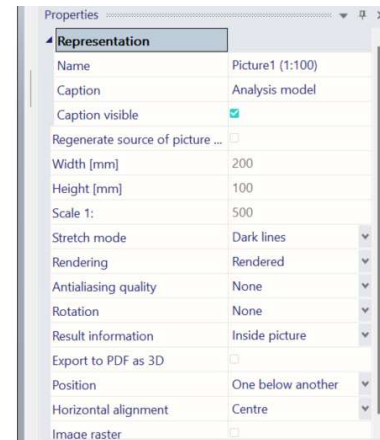 Properties
Representation
Name Picture1 (1:100)
Caption Analysis model
Caption visible
Regenerate source of picture ...
Width [mm] 200
Height [mm] 100
Scale 1: 500
Stretch mode Dark lines
Rendering Rendered
Antialiasing quality None
Rotation None
Result information Inside picture
Export to PDF as 3D
Position One below another
Horizontal alignment Centre
Image raster